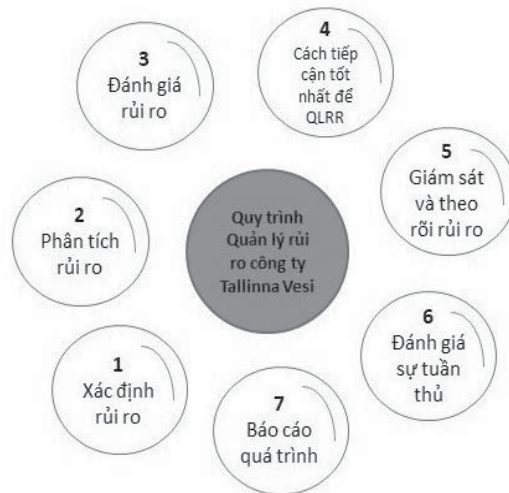 3
Đánh giá
rủi ro
4
Cách tiếp
cận tốt
nhất để
QLRR
5
Giám sát
và theo
rõi rủi ro
2
Phân tích
rủi ro
Quy trình
Quản lý rủi
ro công ty
Tallinna Vesi
6
Đánh giá
sự tuần
thủ
1
Xác định
rủi ro
7
Báo cáo
quá trình